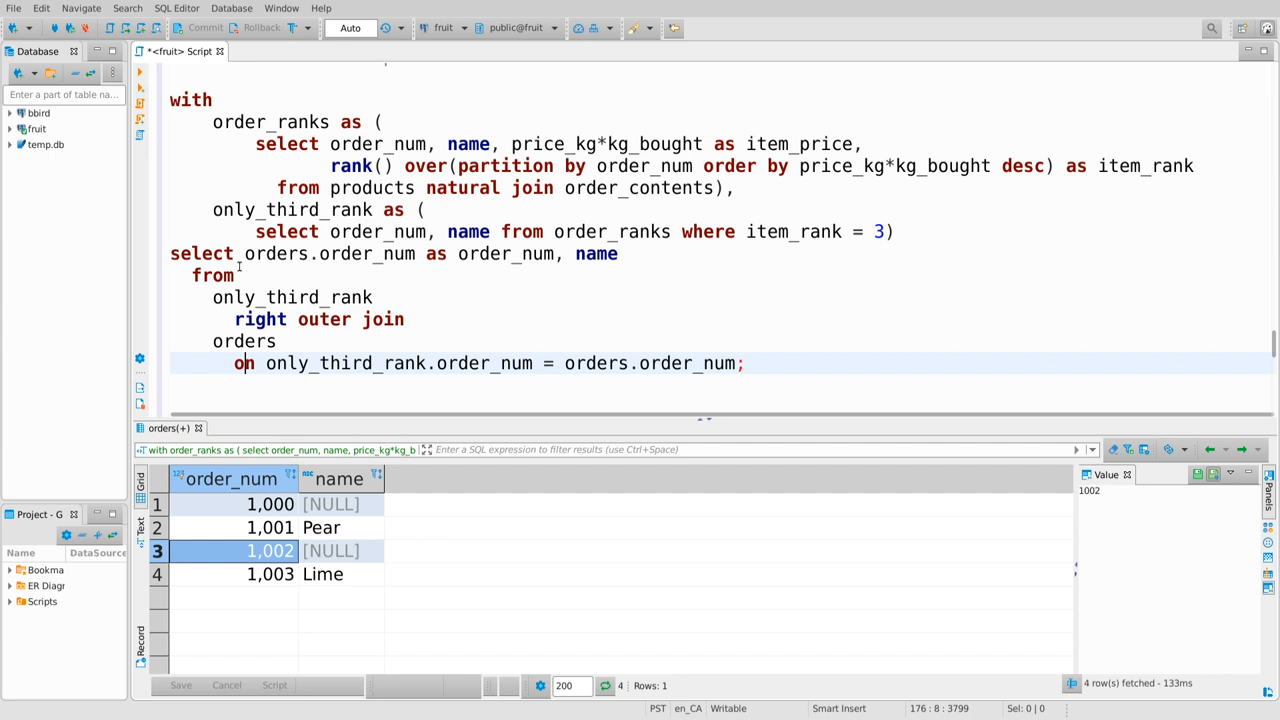 File Edit Navigate Search SQL Editor Database Window Help
Commit Rollback Auto fruit public@fruit
Database
*<fruit> Script
Enter a part of table na...
bbird
fruit
temp.db
with
order_ranks as (
select order_num, name, price_kg*kg_bought as item_price,
rank() over(partition by order_num order by price_kg*kg_bought desc) as item_rank
from products natural join order_contents),
only_third_rank as (
select order_num, name from order_ranks where item_rank = 3)
select orders.order_num as order_num, name
from
only_third_rank
right outer join
orders
on only_third_rank.order_num = orders.order_num;
orders(+)
with order_ranks as ( select order_num, name, price_kg*kg_b Enter a SQL expression to filter results (use Ctrl+Space)
Grid
Text
Record
order_num name
1 1,000 [NULL]
2 1,001 Pear
3 1,002 [NULL]
4 1,003 Lime
Value
1002
Panels
Project - G
Name DataSource
Bookma
ER Diagr
Scripts
Save Cancel Script 200 4 Rows: 1
4 row(s) fetched - 133ms
PST en_CA Writable Smart Insert 176 : 8 : 3799 Sel: 0 | 0